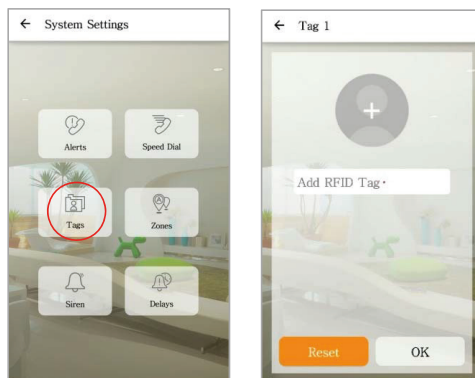 ← System Settings
Alerts
Speed Dial
Tags
Zones
Siren
Delays
← Tag 1
Add RFID Tag·
Reset
OK